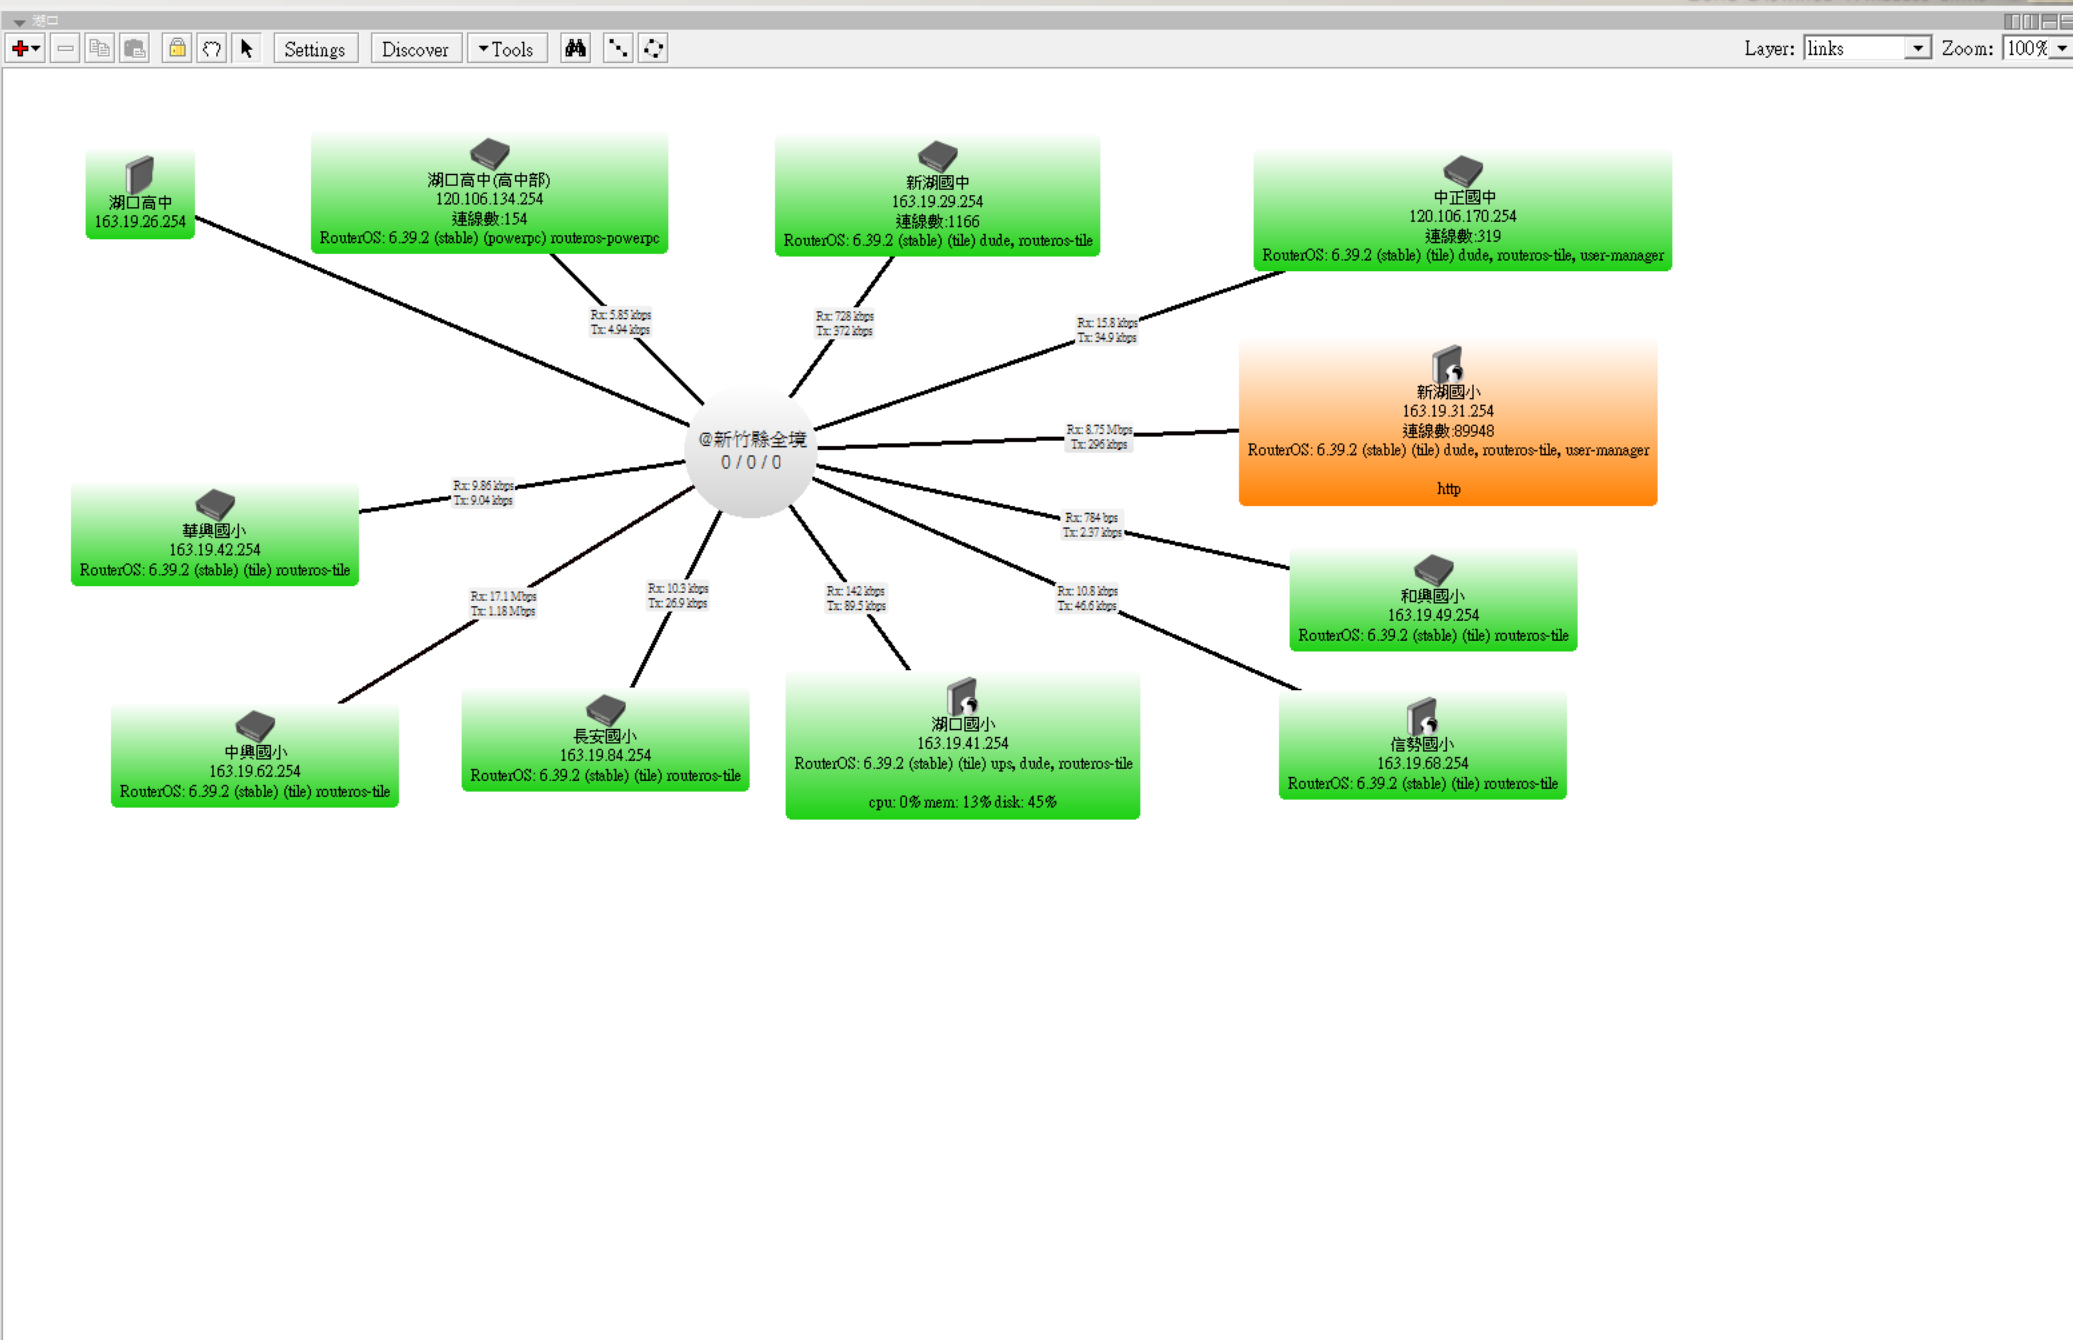 湖口
Settings
Discover
Tools
Layer: links
Zoom: 100%
湖口高中
163.19.26.254
湖口高中(高中部)
120.106.134.254
連線數:154
RouterOS: 6.39.2 (stable) (powerpc) routeros-powerpc
新湖國中
163.19.29.254
連線數:1166
RouterOS: 6.39.2 (stable) (tile) dude, routeros-tile
中正國中
120.106.170.254
連線數:319
RouterOS: 6.39.2 (stable) (tile) dude, routeros-tile, user-manager
Rx: 5.85 kbps
Tx: 4.94 kbps
Rx: 728 kbps
Tx: 372 kbps
Rx: 15.8 kbps
Tx: 34.9 kbps
新湖國小
163.19.31.254
連線數:89948
RouterOS: 6.39.2 (stable) (tile) dude, routeros-tile, user-manager
http
Rx: 8.75 Mbps
Tx: 296 kbps
@新竹縣全境
0 / 0 / 0
Rx: 9.86 kbps
Tx: 9.04 kbps
華興國小
163.19.42.254
RouterOS: 6.39.2 (stable) (tile) routeros-tile
Rx: 784 bps
Tx: 2.37 kbps
和興國小
163.19.49.254
RouterOS: 6.39.2 (stable) (tile) routeros-tile
Rx: 17.1 Mbps
Tx: 1.18 Mbps
Rx: 10.3 kbps
Tx: 26.9 kbps
Rx: 142 kbps
Tx: 89.5 kbps
Rx: 10.8 kbps
Tx: 46.6 kbps
中興國小
163.19.62.254
RouterOS: 6.39.2 (stable) (tile) routeros-tile
長安國小
163.19.84.254
RouterOS: 6.39.2 (stable) (tile) routeros-tile
湖口國小
163.19.41.254
RouterOS: 6.39.2 (stable) (tile) ups, dude, routeros-tile
cpu: 0% mem: 13% disk: 45%
信勢國小
163.19.68.254
RouterOS: 6.39.2 (stable) (tile) routeros-tile